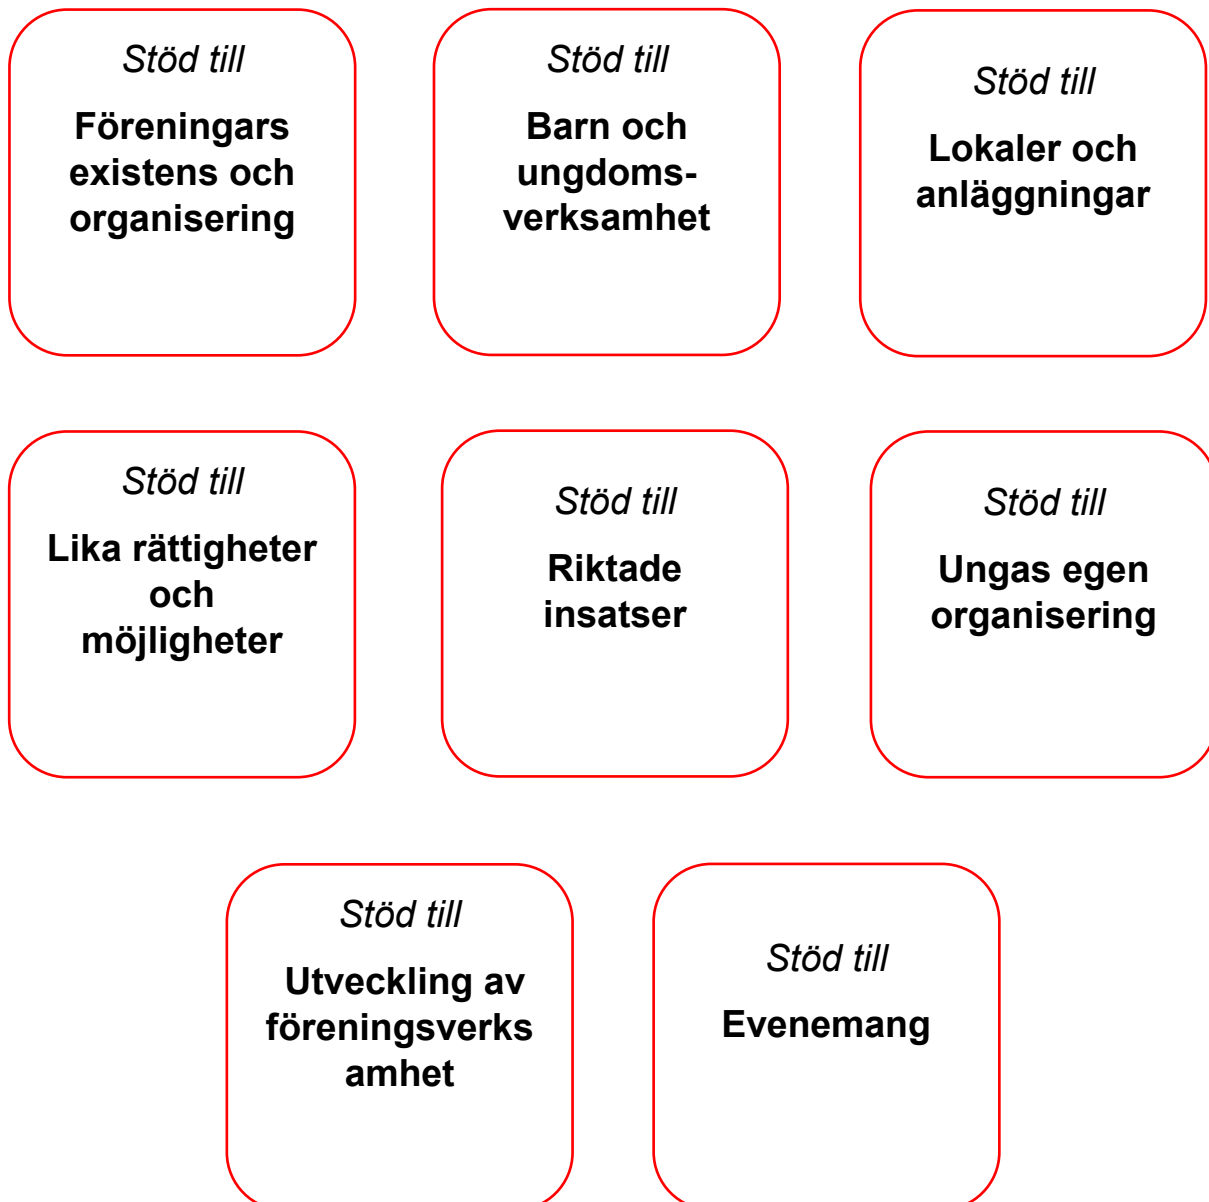 Stöd till
Föreningars
existens och
organisering
Stöd till
Barn och
ungdoms-
verksamhet
Stöd till
Lokaler och
anläggningar
Stöd till
Lika rättigheter
och
möjligheter
Stöd till
Riktade
insatser
Stöd till
Ungas egen
organisering
Stöd till
Utveckling av
föreningsverks
amhet
Stöd till
Evenemang